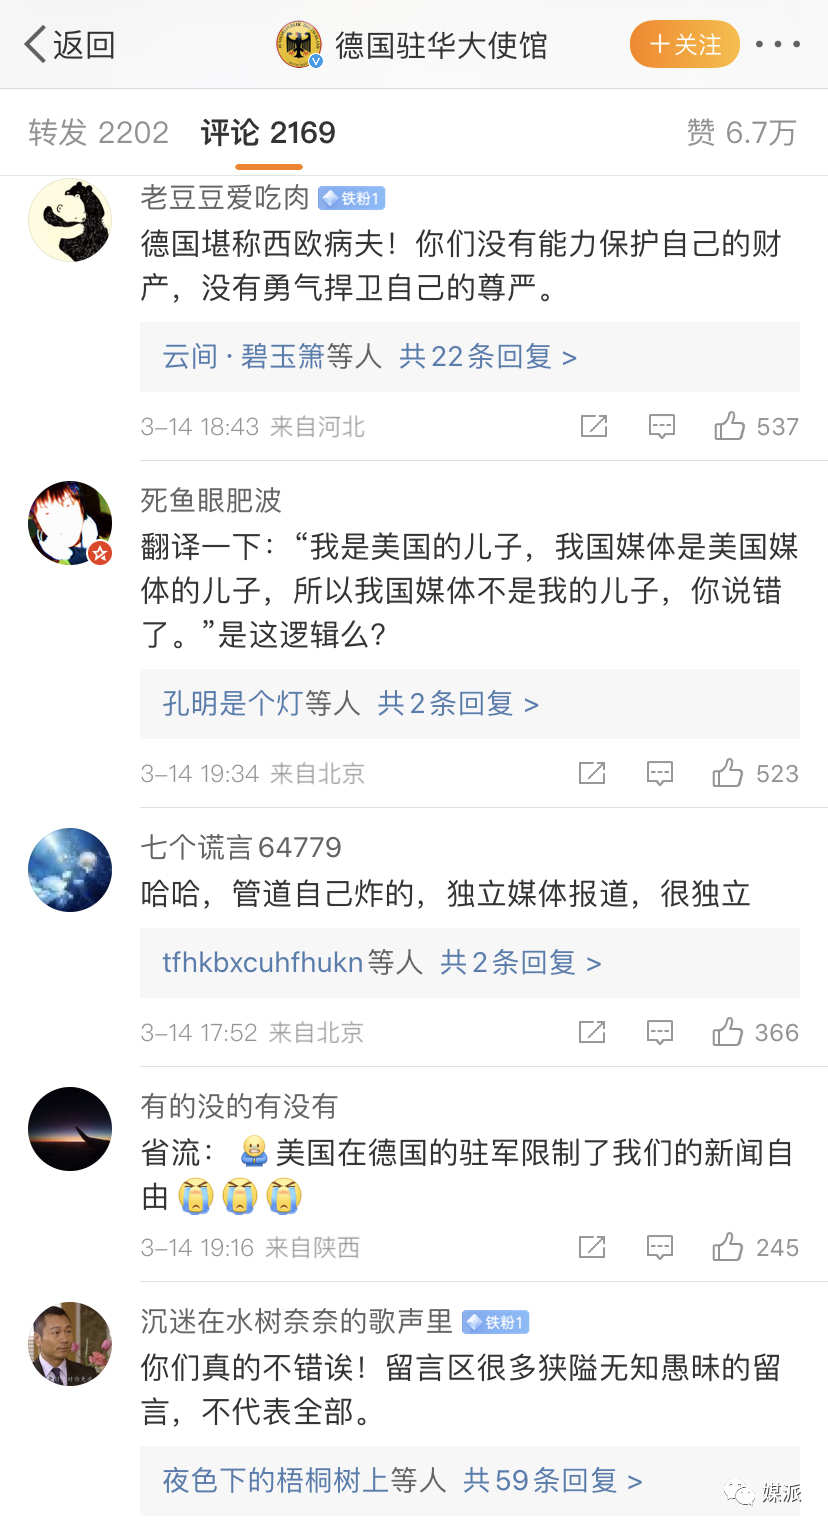 返回
德国驻华大使馆
+关注
转发 2202
评论 2169
赞 6.7万
老豆豆爱吃肉 铁粉1
德国堪称西欧病夫！你们没有能力保护自己的财
产，没有勇气捍卫自己的尊严。
云间·碧玉箫等人 共22条回复 >
3-14 18:43 来自河北
537
死鱼眼肥波
翻译一下：“我是美国的儿子，我国媒体是美国媒
体的儿子，所以我国媒体不是我的儿子，你说错
了。”是这逻辑么?
孔明是个灯等人 共2条回复 >
3-14 19:34 来自北京
523
七个谎言64779
哈哈，管道自己炸的，独立媒体报道，很独立
tfhkbxcuhfhukn等人 共2条回复 >
3-14 17:52 来自北京
366
有的没的有没有
省流： 美国在德国的驻军限制了我们的新闻自
由
3-14 19:16 来自陕西
245
沉迷在水树奈奈的歌声里 铁粉1
你们真的不错诶！留言区很多狭隘无知愚昧的留
言，不代表全部。
夜色下的梧桐树上等人 共59条回复 >
媒派